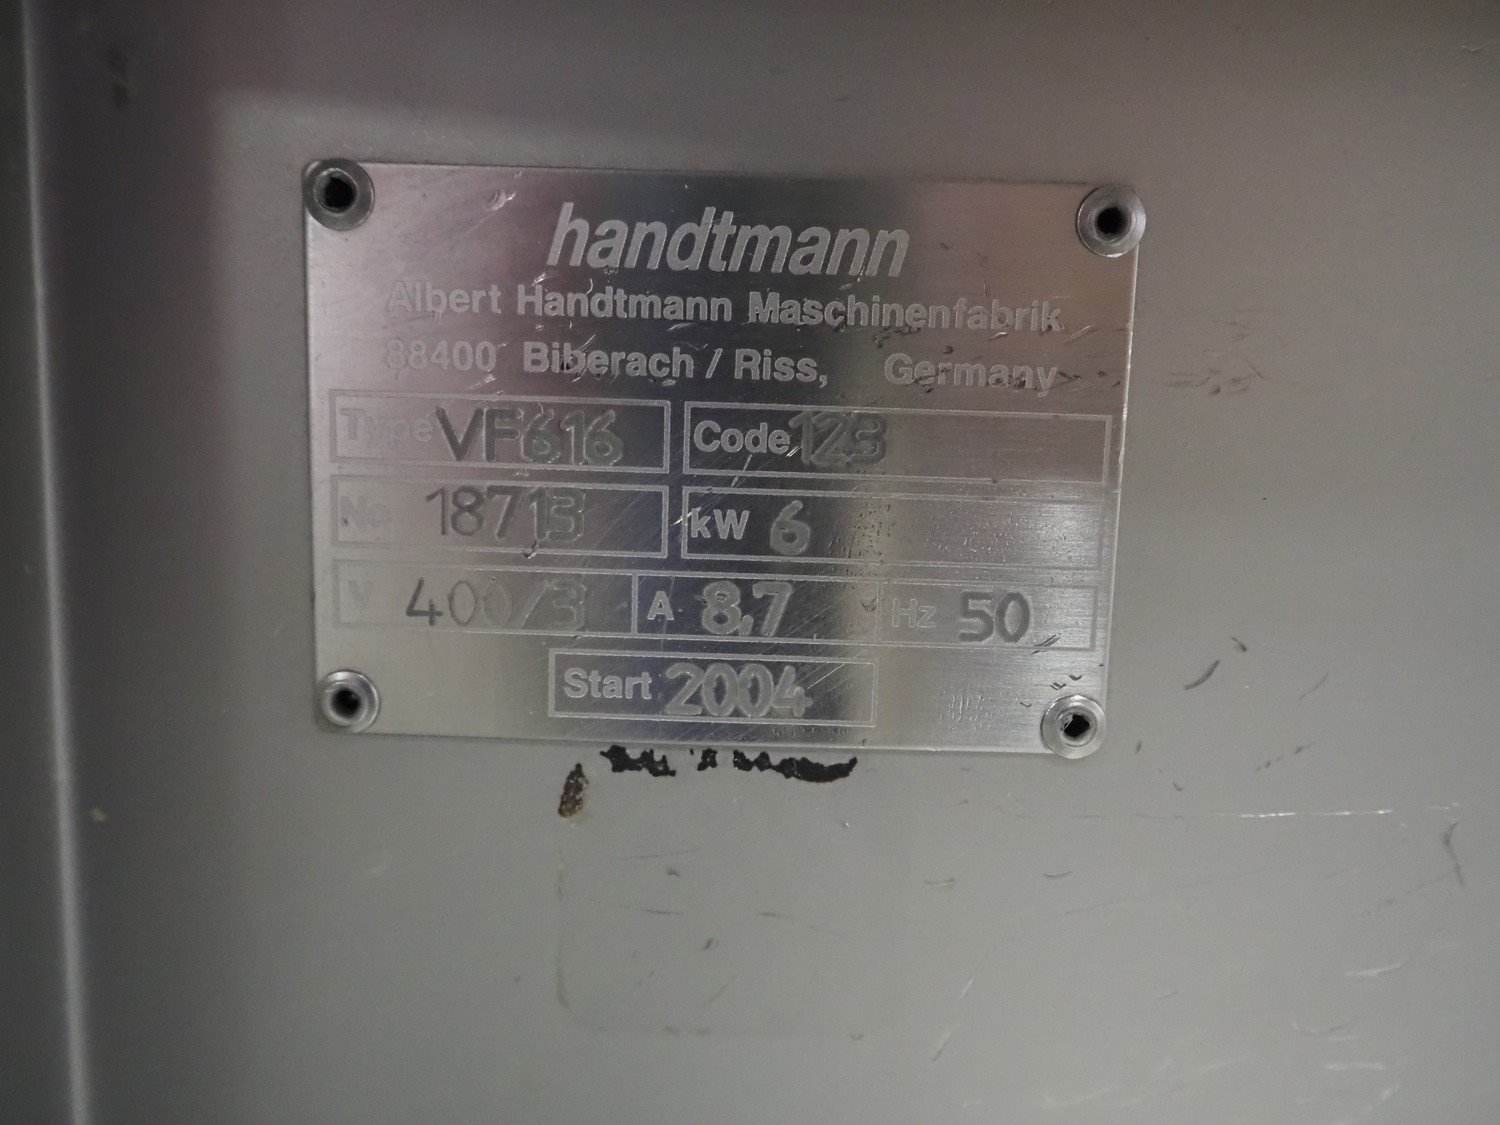 handtmann
Albert Handtmann Maschinenfabrik
88400 Biberach / Riss, Germany
Type VF616 Code 123
No 18713 kW 6
V 400/3 A 8,7 Hz 50
Start 2004